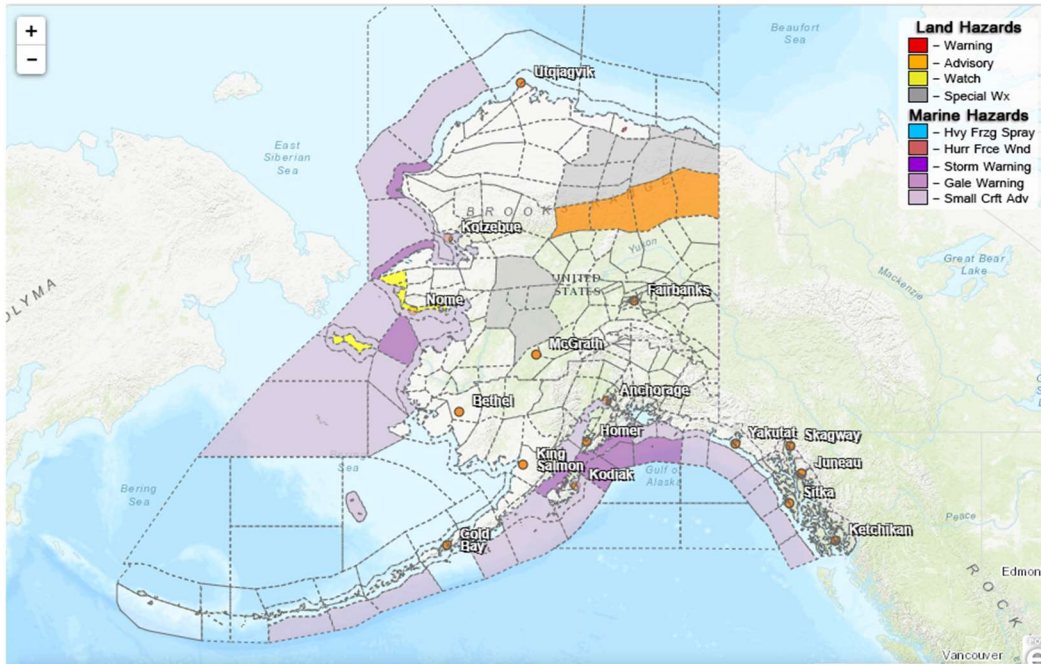 +
−
Land Hazards
– Warning
– Advisory
– Watch
– Special Wx
Marine Hazards
– Hvy Frzg Spray
– Hurr Frce Wnd
– Storm Warning
– Gale Warning
– Small Crft Adv
Beaufort
Sea
Utqiagvik
East
Siberian
Sea
BROOKS RANGE
Kotzebue
Yukon
Great Bear
Lake
Mackenzie
OLYMA
UNITED
STATES
Fairbanks
Nome
McGrath
Anchorage
Bethel
Homer
Yakutat
Skagway
King
Salmon
Juneau
Kodiak
Gulf of
Alaska
Sea
Bering
Sea
Sitka
Peace
Ketchikan
Gold
Bay
ROCK
Edmon
Vancouver